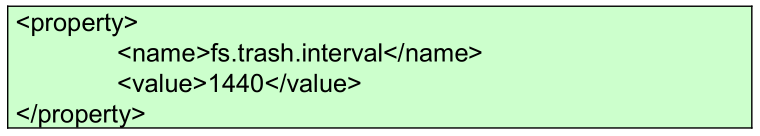 <property>
<name>fs.trash.interval</name>
<value>1440</value>
</property>